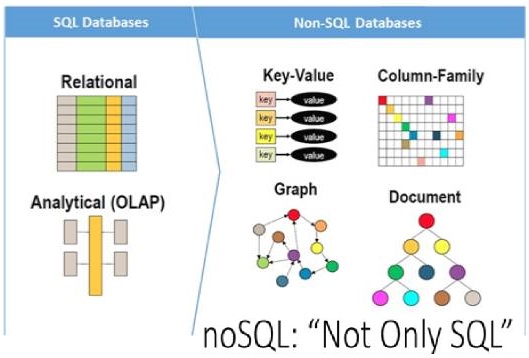 SQL Databases
Non-SQL Databases
Relational
Analytical (OLAP)
Key-Value
key value
key value
key value
key value
Column-Family
Graph
Document
noSQL: “Not Only SQL”